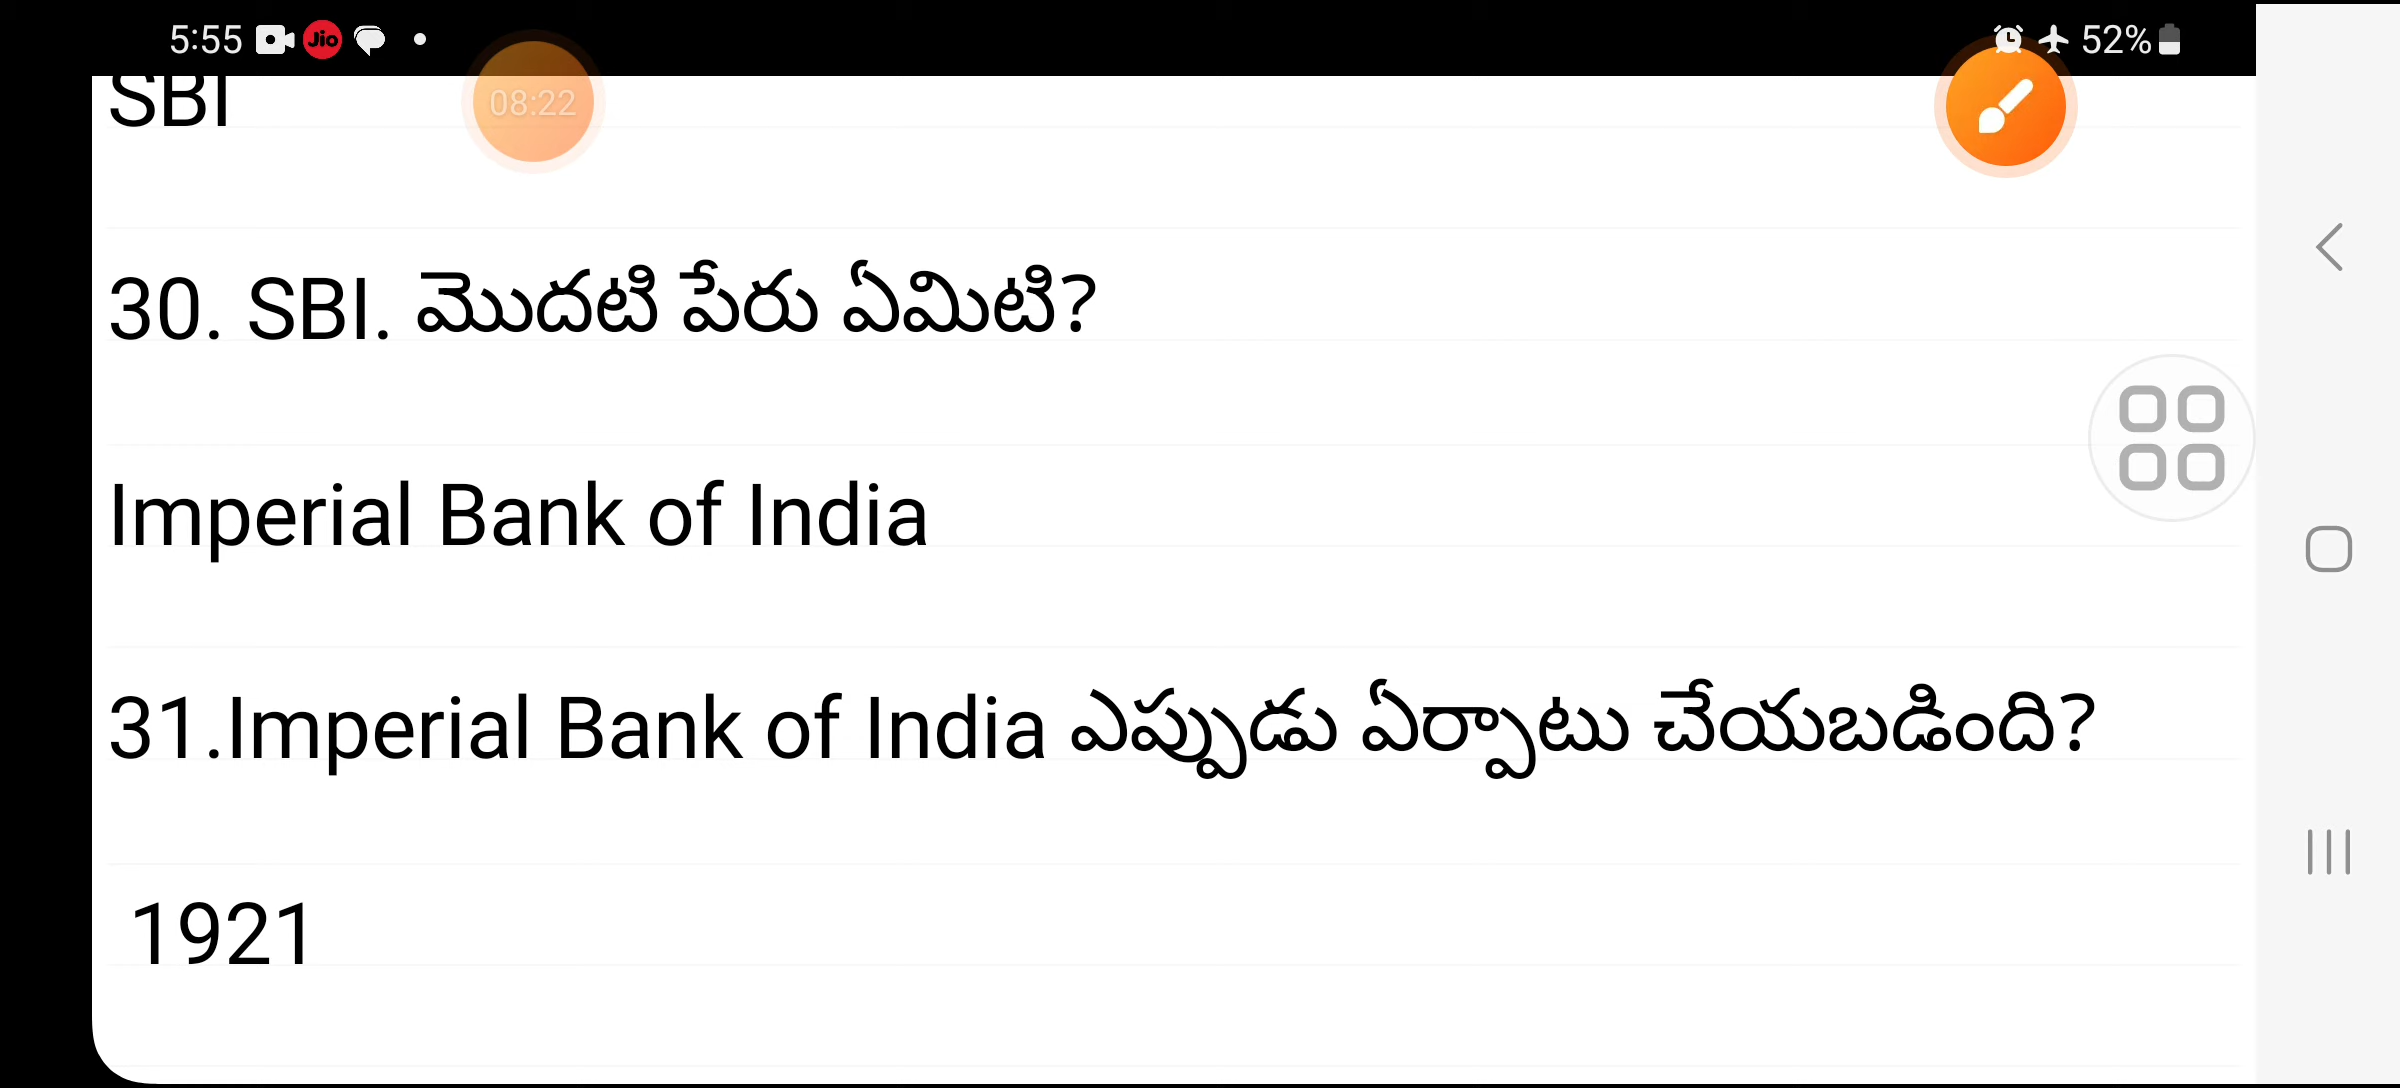 5:55 Jio 52%
SBI 08:22
30. SBI. మొదటి పేరు ఏమిటి?
Imperial Bank of India
31.Imperial Bank of India ఎప్పుడు ఏర్పాటు చేయబడింది?
1921